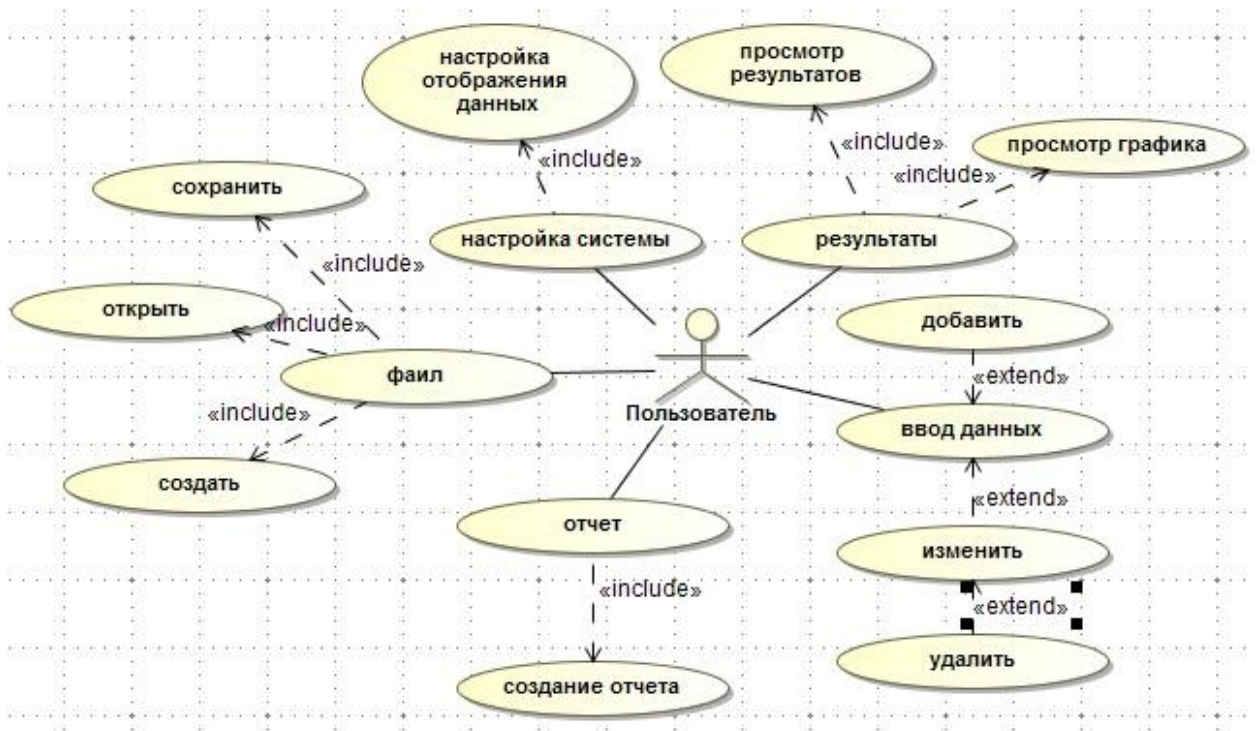 настройка
отображения
данных
просмотр
результатов
«include»
«include»
просмотр графика
«include»
сохранить
настройка системы
результаты
«include»
открыть
«include»
добавить
фаил
«extend»
«include»
Пользователь
ввод данных
создать
«extend»
отчет
изменить
«include»
«extend»
удалить
создание отчета